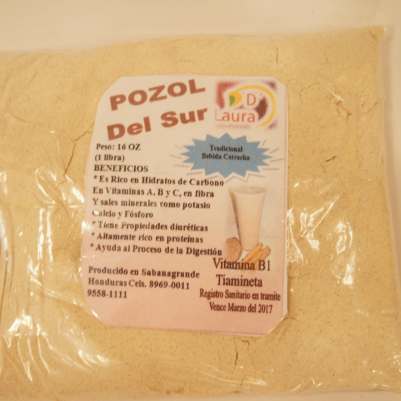 POZOL
Del Sur
D'
Laura
Peso: 16 OZ
(1 libra)
BENEFICIOS
* Es Rico en Hidratos de Carbono
En Vitaminas A, B y C, en fibra
Y sales minerales como potasio
Calcio y Fósforo
* Tiene Propiedades diuréticas
* Altamente rico en proteínas
* Ayuda al Proceso de la Digestión
Tradicional
Bebida Catracha
Vitamina B1
Tiamineta
Registro Sanitario en tramite
Vence Marzo del 2017
Producido en Sabanagrande
Honduras Cels. 8969-0011
9558-1111